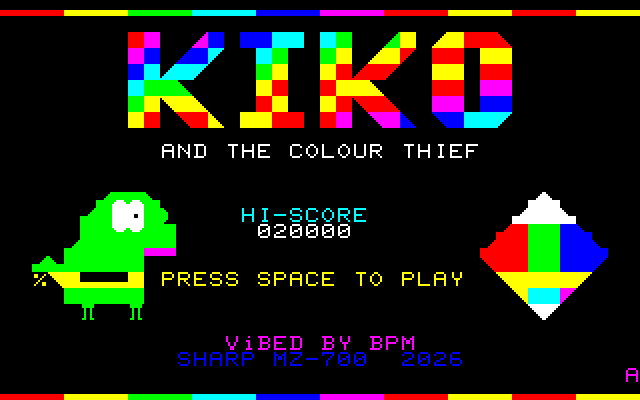 KIKO
AND THE COLOUR THIEF
HI-SCORE
020000
%
PRESS SPACE TO PLAY
ViBED BY BPM
SHARP MZ-700 2026
A